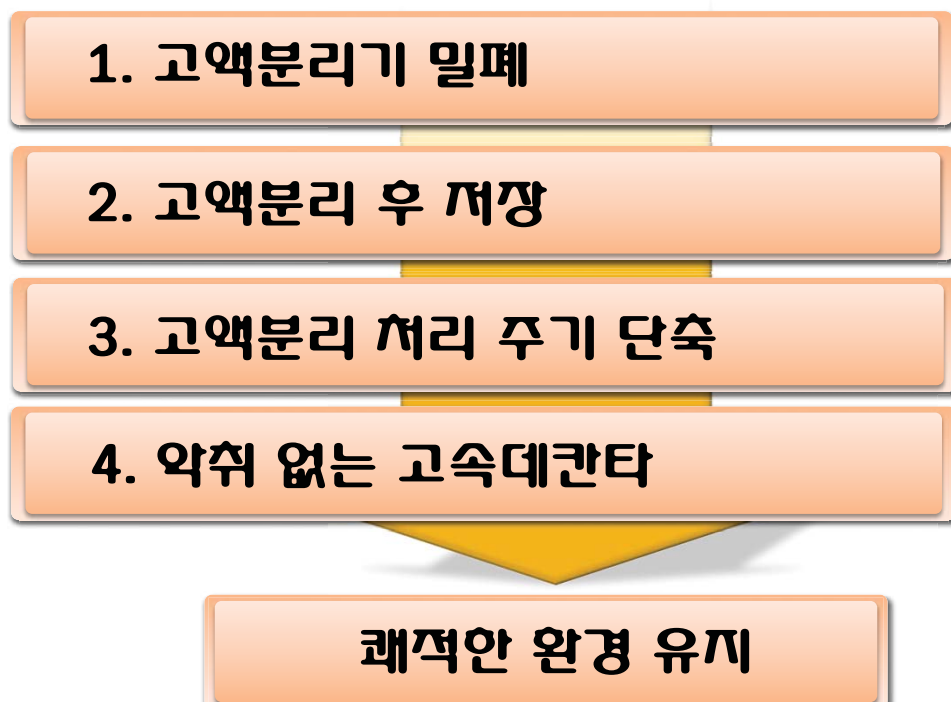 1. 고액분리기 밀폐
2. 고액분리 후 저장
3. 고액분리 처리 주기 단축
4. 악취 없는 고속데칸타
쾌적한 환경 유지